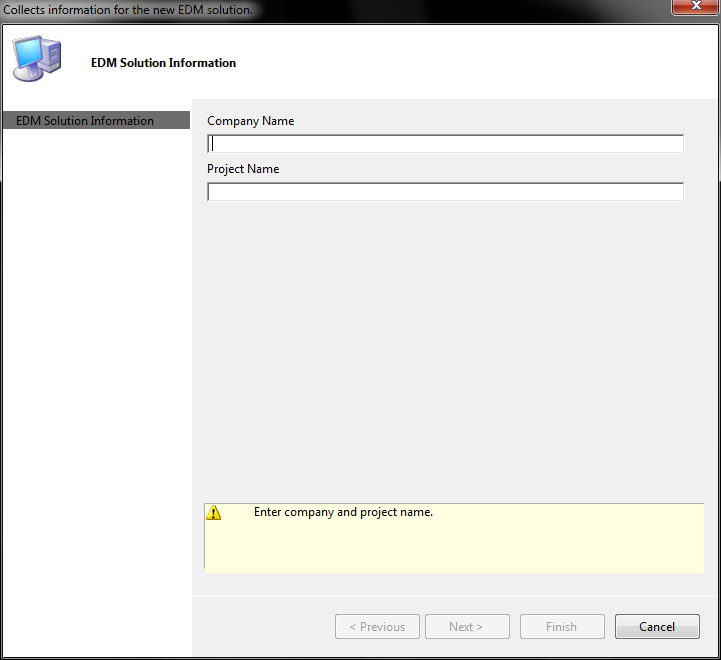 Collects information for the new EDM solution.
EDM Solution Information
EDM Solution Information
Company Name
Project Name
Enter company and project name.
< Previous
Next >
Finish
Cancel